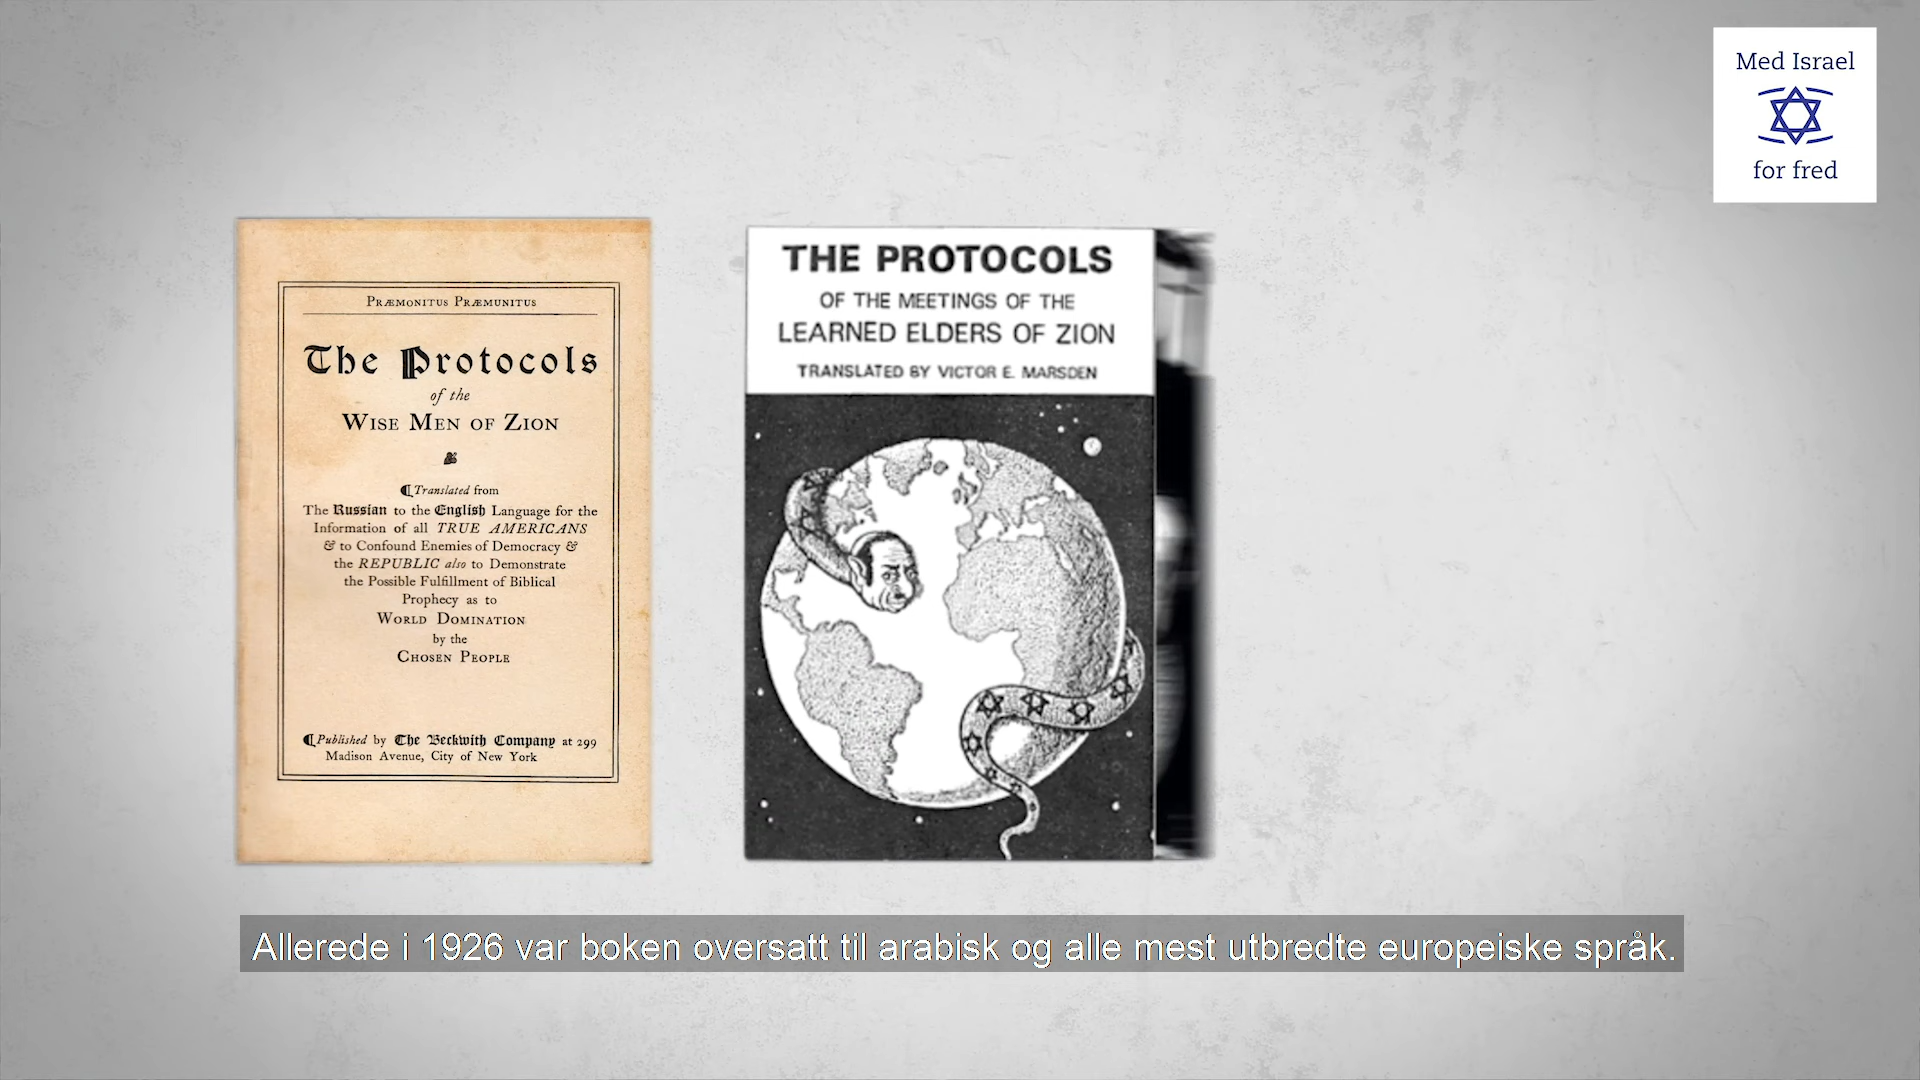 Med Israel
for fred
PRÆMONITUS PRÆMUNITUS
The Protocols
of the
WISE MEN OF ZION
Translated from
The Russian to the English Language for the
Information of all TRUE AMERICANS
& to Confound Enemies of Democracy &
the REPUBLIC also to Demonstrate
the Possible Fulfillment of Biblical
Prophecy as to
WORLD DOMINATION
by the
CHOSEN PEOPLE
Published by The Beckwith Company at 299
Madison Avenue, City of New York
THE PROTOCOLS
OF THE MEETINGS OF THE
LEARNED ELDERS OF ZION
TRANSLATED BY VICTOR E. MARSDEN
Allerede i 1926 var boken oversatt til arabisk og alle mest utbredte europeiske språk.